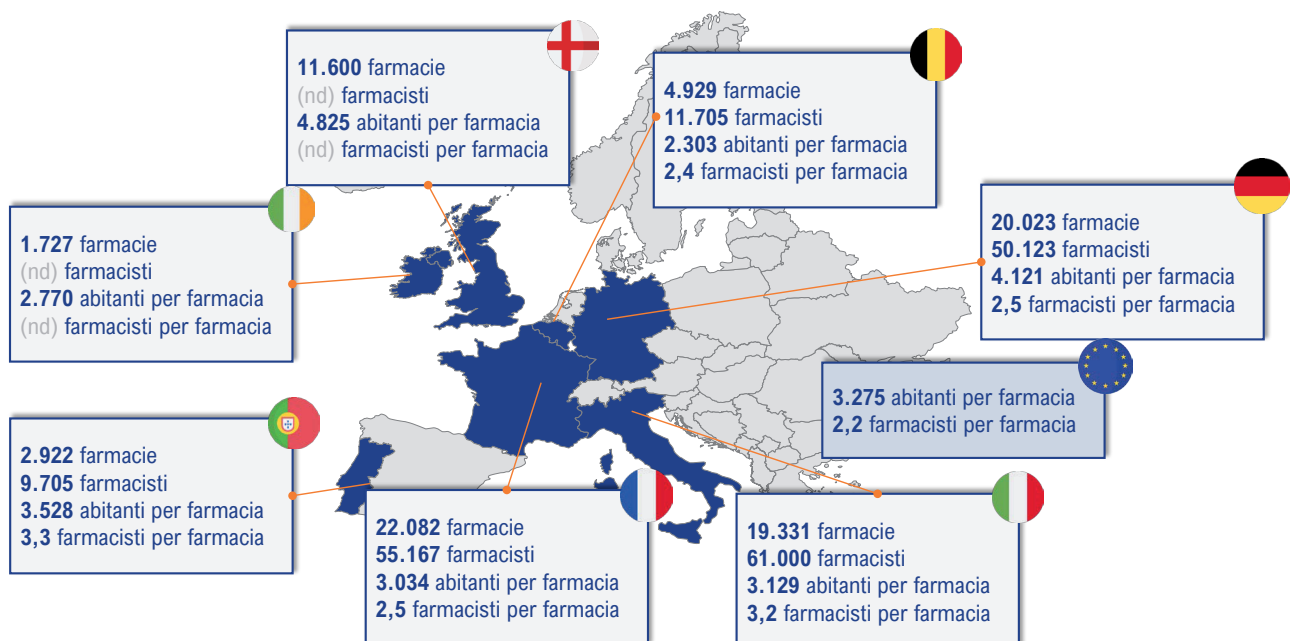 11.600 farmacie
(nd) farmacisti
4.825 abitanti per farmacia
(nd) farmacisti per farmacia
4.929 farmacie
11.705 farmacisti
2.303 abitanti per farmacia
2,4 farmacisti per farmacia
1.727 farmacie
(nd) farmacisti
2.770 abitanti per farmacia
(nd) farmacisti per farmacia
20.023 farmacie
50.123 farmacisti
4.121 abitanti per farmacia
2,5 farmacisti per farmacia
3.275 abitanti per farmacia
2,2 farmacisti per farmacia
2.922 farmacie
9.705 farmacisti
3.528 abitanti per farmacia
3,3 farmacisti per farmacia
22.082 farmacie
55.167 farmacisti
3.034 abitanti per farmacia
2,5 farmacisti per farmacia
19.331 farmacie
61.000 farmacisti
3.129 abitanti per farmacia
3,2 farmacisti per farmacia